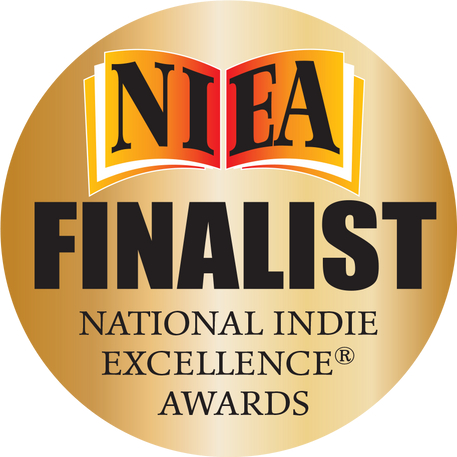 NIEA
FINALIST
NATIONAL INDIE
EXCELLENCE®
AWARDS